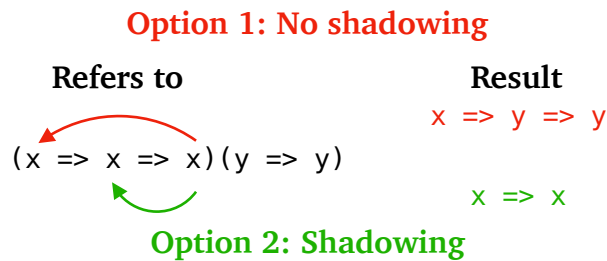 Option 1: No shadowing
Refers to
Result
x => y => y
(x => x => x)(y => y)
x => x
Option 2: Shadowing